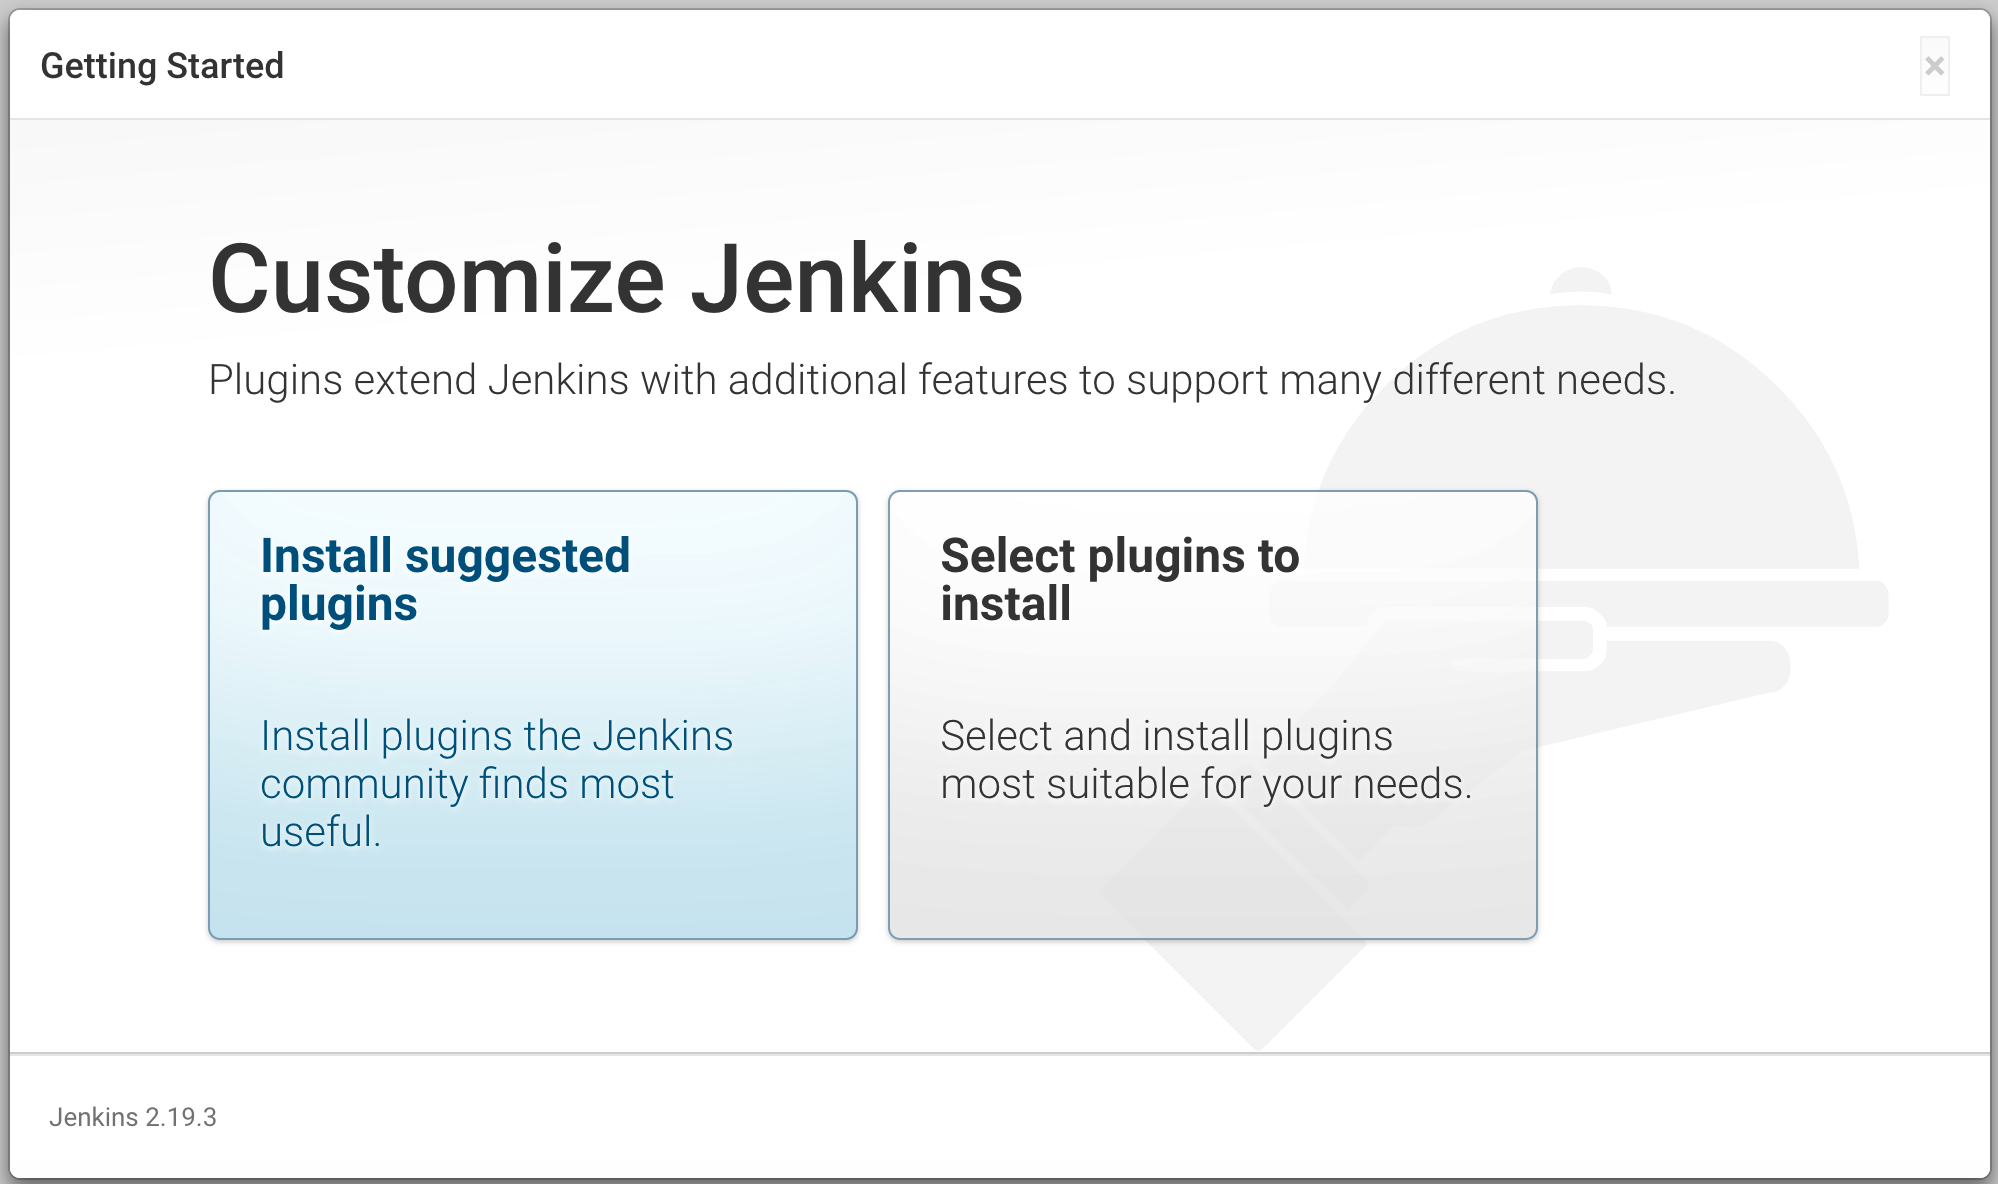 Getting Started
×
Customize Jenkins
Plugins extend Jenkins with additional features to support many different needs.
Install suggested
plugins
Install plugins the Jenkins
community finds most
useful.
Select plugins to
install
Select and install plugins
most suitable for your needs.
Jenkins 2.19.3